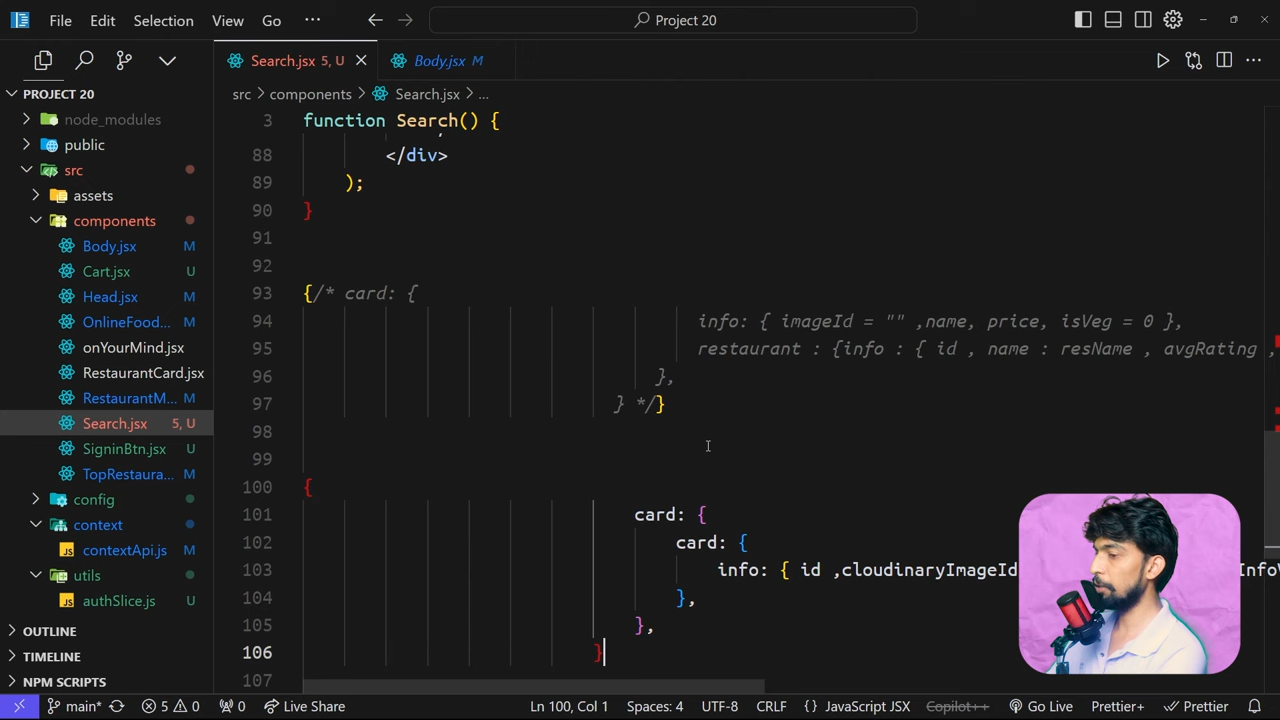 File Edit Selection View Go ··· Project 20
Search.jsx 5, U Body.jsx M
PROJECT 20
src > components > Search.jsx > ...
node_modules
public
src
assets
components
Body.jsx M
Cart.jsx U
Head.jsx M
OnlineFood... M
onYourMind.jsx
RestaurantCard.jsx
RestaurantM... M
Search.jsx 5, U
SigninBtn.jsx U
TopRestaura... M
config
context
contextApi.js M
utils
authSlice.js U
OUTLINE
TIMELINE
NPM SCRIPTS
3 function Search() {
88 </div>
89 );
90 }
91
92
93 {/* card: {
94 info: { imageId = "" ,name, price, isVeg = 0 },
95 restaurant : {info : { id , name : resName , avgRating ,
96 },
97 } */}
98
99
100 {
101 card: {
102 card: {
103 info: { id ,cloudinaryImageId
104 },
105 },
106 }
107
main* 5 0 0 Live Share Ln 100, Col 1 Spaces: 4 UTF-8 CRLF {} JavaScript JSX Go Live Copilot++ Prettier+ Prettier